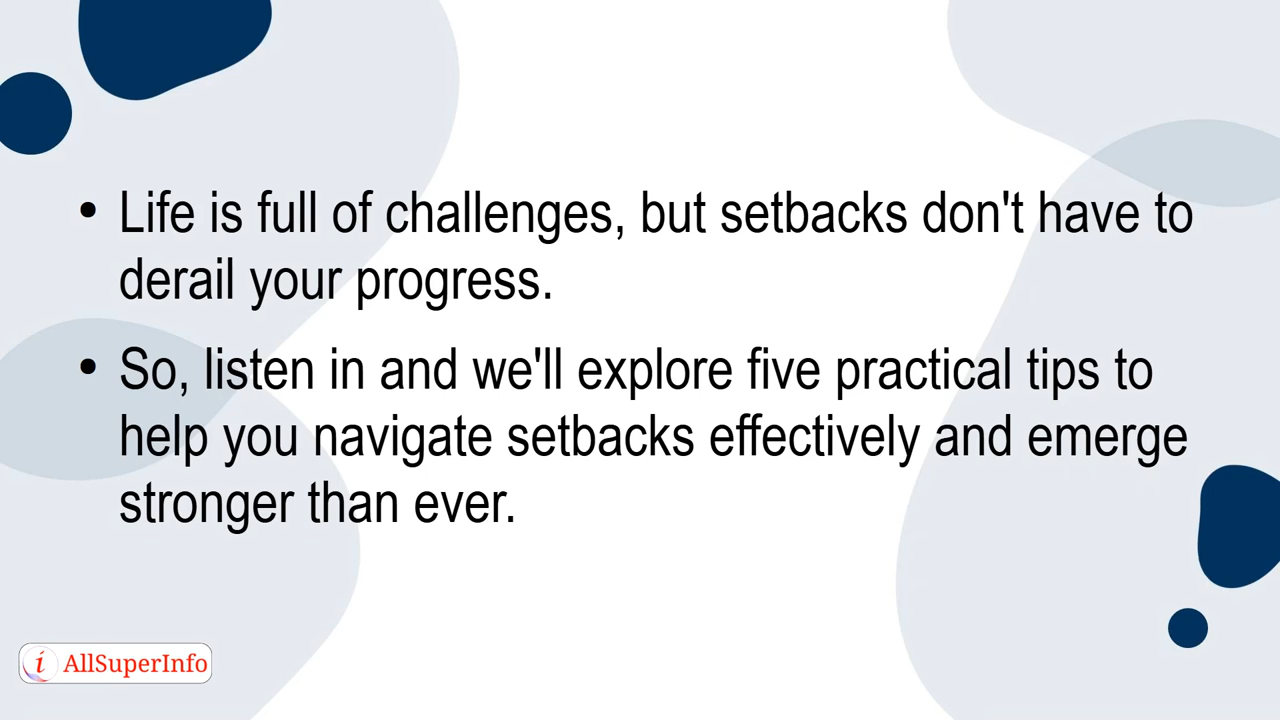 • Life is full of challenges, but setbacks don't have to
derail your progress.
• So, listen in and we'll explore five practical tips to
help you navigate setbacks effectively and emerge
stronger than ever.
i AllSuperInfo